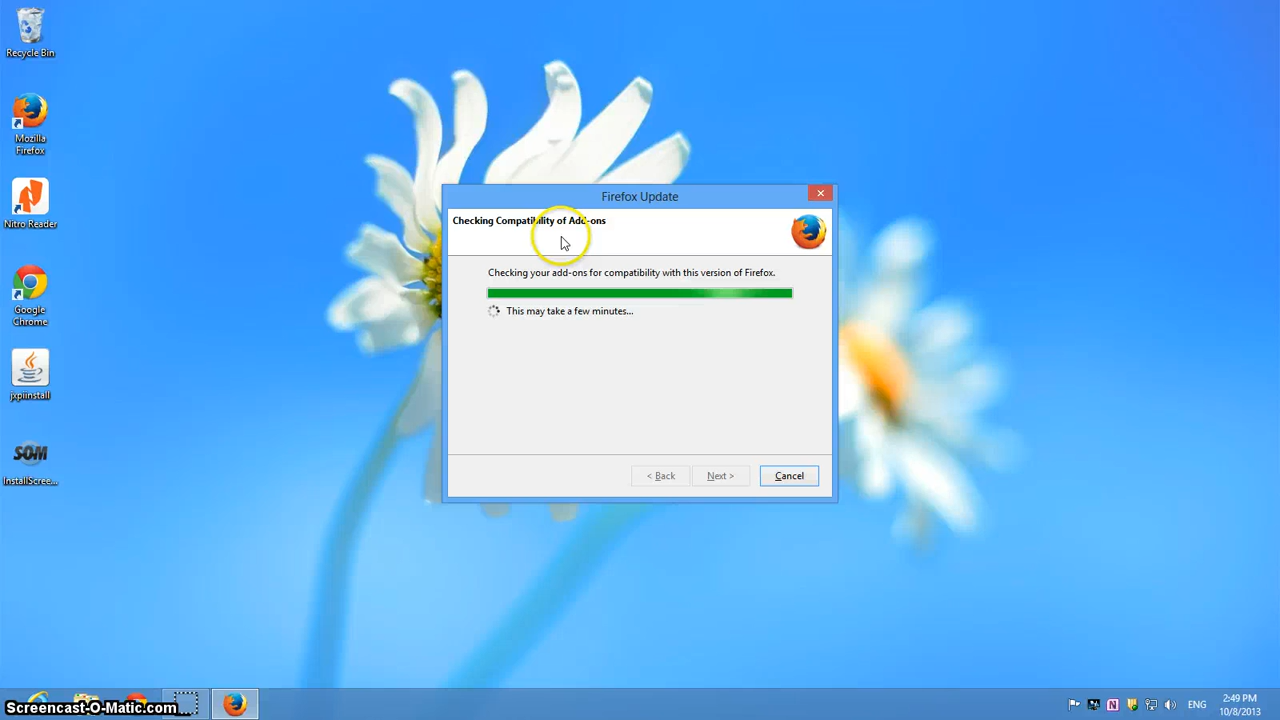 Recycle Bin
Mozilla
Firefox
Nitro Reader
Google
Chrome
jxpiinstall
SOM
InstallScree...
Firefox Update
Checking Compatibility of Add-ons
Checking your add-ons for compatibility with this version of Firefox.
This may take a few minutes...
< Back
Next >
Cancel
Screencast-O-Matic.com
N
ENG
2:49 PM
10/8/2013